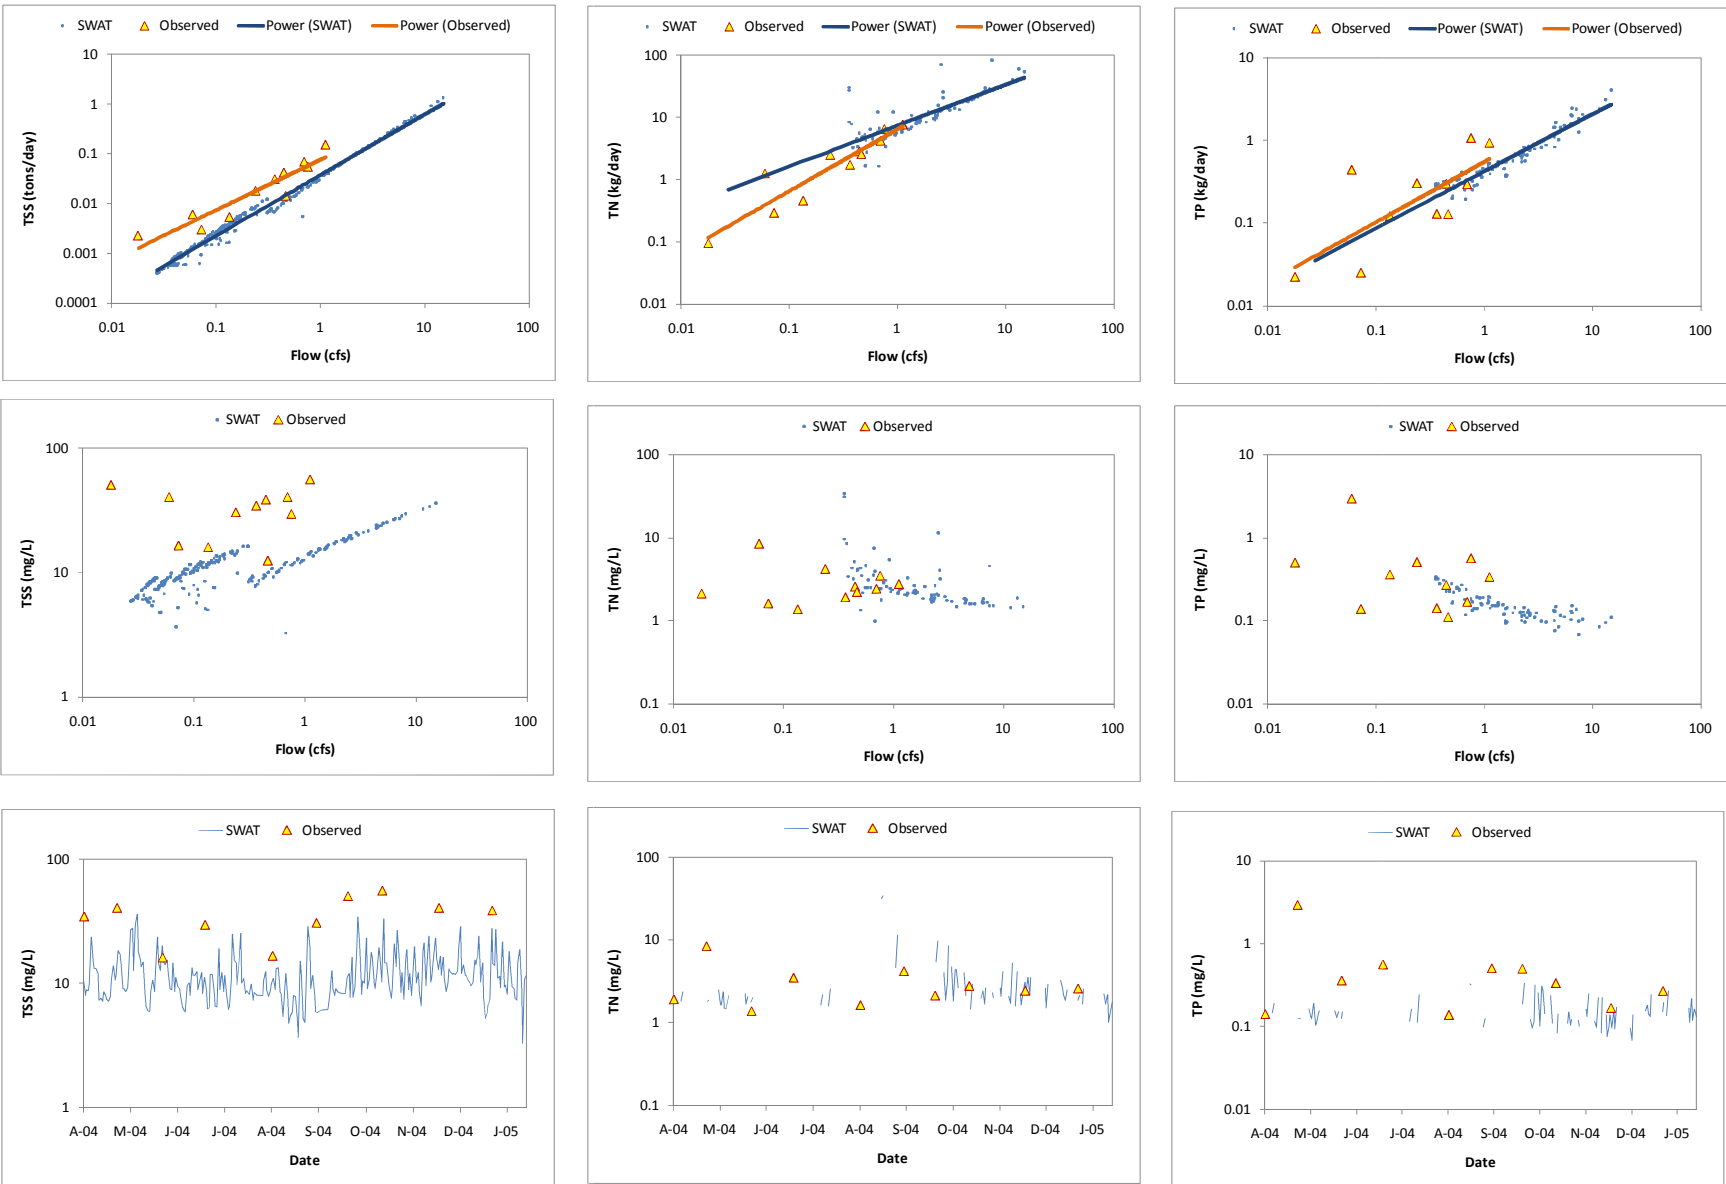 SWAT Observed Power (SWAT) Power (Observed)
10
1
0.1
0.01
0.001
0.0001
TSS (tons/day)
0.01 0.1 1 10 100
Flow (cfs)
SWAT Observed Power (SWAT) Power (Observed)
100
10
1
0.1
0.01
TN (kg/day)
0.01 0.1 1 10 100
Flow (cfs)
SWAT Observed Power (SWAT) Power (Observed)
10
1
0.1
0.01
TP (kg/day)
0.01 0.1 1 10 100
Flow (cfs)
SWAT Observed
100
10
1
TSS (mg/L)
0.01 0.1 1 10 100
Flow (cfs)
SWAT Observed
100
10
1
0.1
TN (mg/L)
0.01 0.1 1 10 100
Flow (cfs)
SWAT Observed
10
1
0.1
0.01
TP (mg/L)
0.01 0.1 1 10 100
Flow (cfs)
SWAT Observed
100
10
1
TSS (mg/L)
A-04 M-04 J-04 J-04 A-04 S-04 O-04 N-04 D-04 J-05
Date
SWAT Observed
100
10
1
0.1
TN (mg/L)
A-04 M-04 J-04 J-04 A-04 S-04 O-04 N-04 D-04 J-05
Date
SWAT Observed
10
1
0.1
0.01
TP (mg/L)
A-04 M-04 J-04 J-04 A-04 S-04 O-04 N-04 D-04 J-05
Date